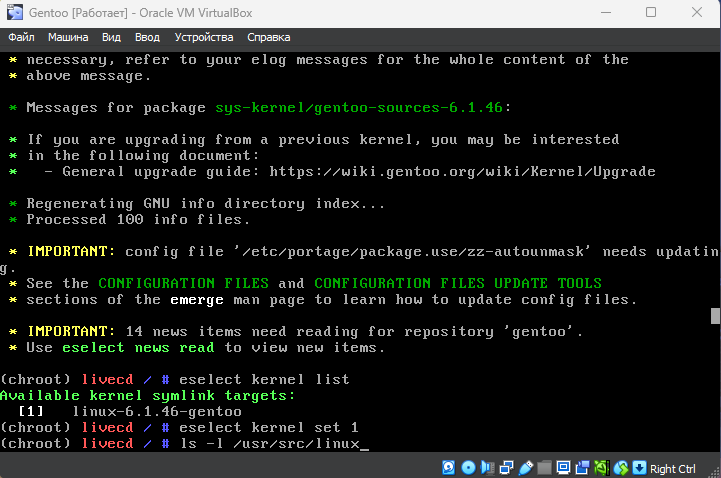 Gentoo [Работает] - Oracle VM VirtualBox
Файл Машина Вид Ввод Устройства Справка
* necessary, refer to your elog messages for the whole content of the
* above message.
* Messages for package sys-kernel/gentoo-sources-6.1.46:
* If you are upgrading from a previous kernel, you may be interested
* in the following document:
*   - General upgrade guide: https://wiki.gentoo.org/wiki/Kernel/Upgrade
* Regenerating GNU info directory index...
* Processed 100 info files.
* IMPORTANT: config file '/etc/portage/package.use/zz-autounmask' needs updatin
g.
* See the CONFIGURATION FILES and CONFIGURATION FILES UPDATE TOOLS
* sections of the emerge man page to learn how to update config files.
* IMPORTANT: 14 news items need reading for repository 'gentoo'.
* Use eselect news read to view new items.
(chroot) livecd / # eselect kernel list
Available kernel symlink targets:
  [1]   linux-6.1.46-gentoo
(chroot) livecd / # eselect kernel set 1
(chroot) livecd / # ls -l /usr/src/linux_
Right Ctrl